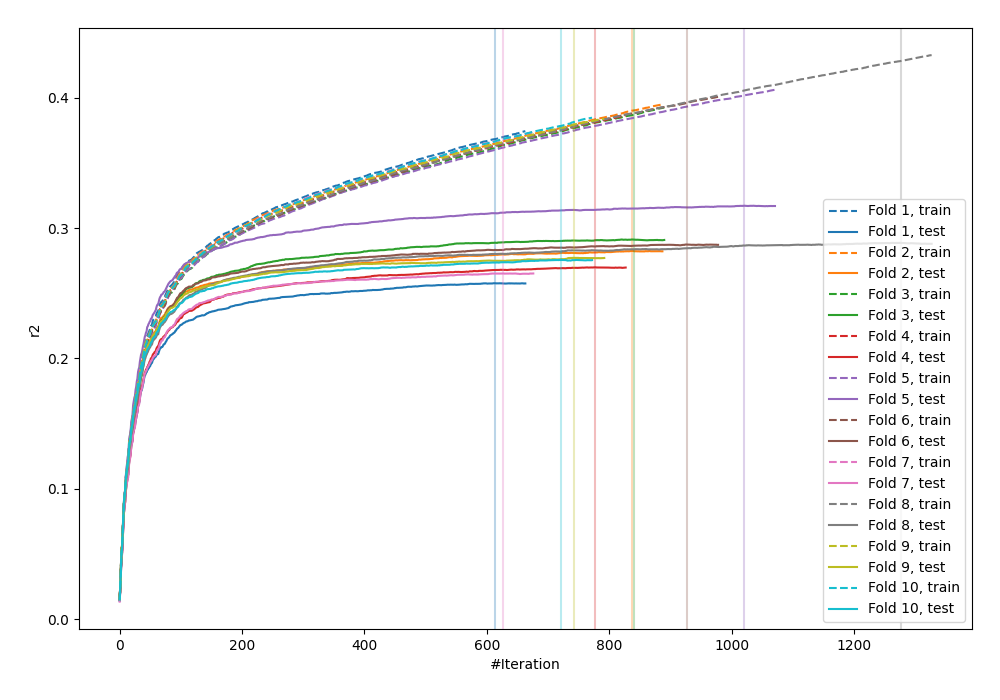 0.4
0.3
0.2
0.1
0.0
r2
0
200
400
600
800
1000
1200
#Iteration
Fold 1, train
Fold 1, test
Fold 2, train
Fold 2, test
Fold 3, train
Fold 3, test
Fold 4, train
Fold 4, test
Fold 5, train
Fold 5, test
Fold 6, train
Fold 6, test
Fold 7, train
Fold 7, test
Fold 8, train
Fold 8, test
Fold 9, train
Fold 9, test
Fold 10, train
Fold 10, test